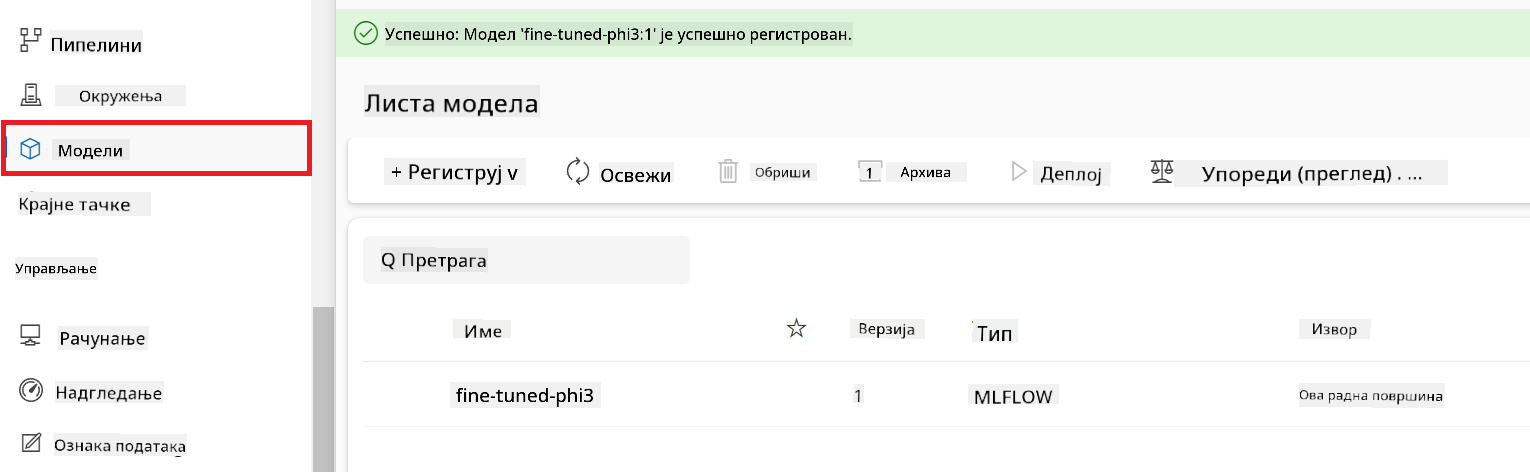 Пипелини
Окружења
Модели
Крајне тачке
Управљање
Рачунање
Надгледање
Ознака података
Успешно: Модел 'fine-tuned-phi3:1' је успешно регистрован.
Листа модела
+ Региструј v
Освежи
Обриши
1 Архива
Деплој
Упореди (преглед) . ...
Q Претрага
Име
Верзија
Тип
Извор
fine-tuned-phi3
1
MLFLOW
Ова радна површина